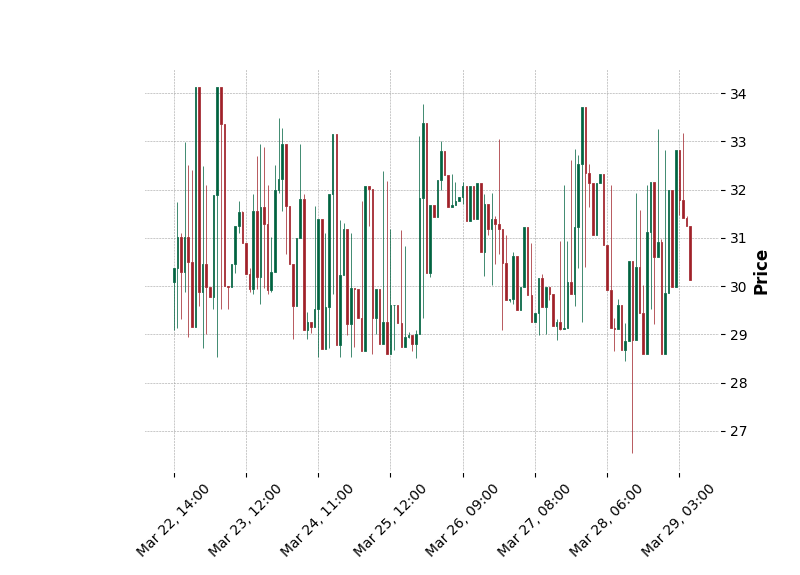 34
33
32
31
30
29
28
27
Price
Mar 22, 14:00
Mar 23, 12:00
Mar 24, 11:00
Mar 25, 12:00
Mar 26, 09:00
Mar 27, 08:00
Mar 28, 06:00
Mar 29, 03:00